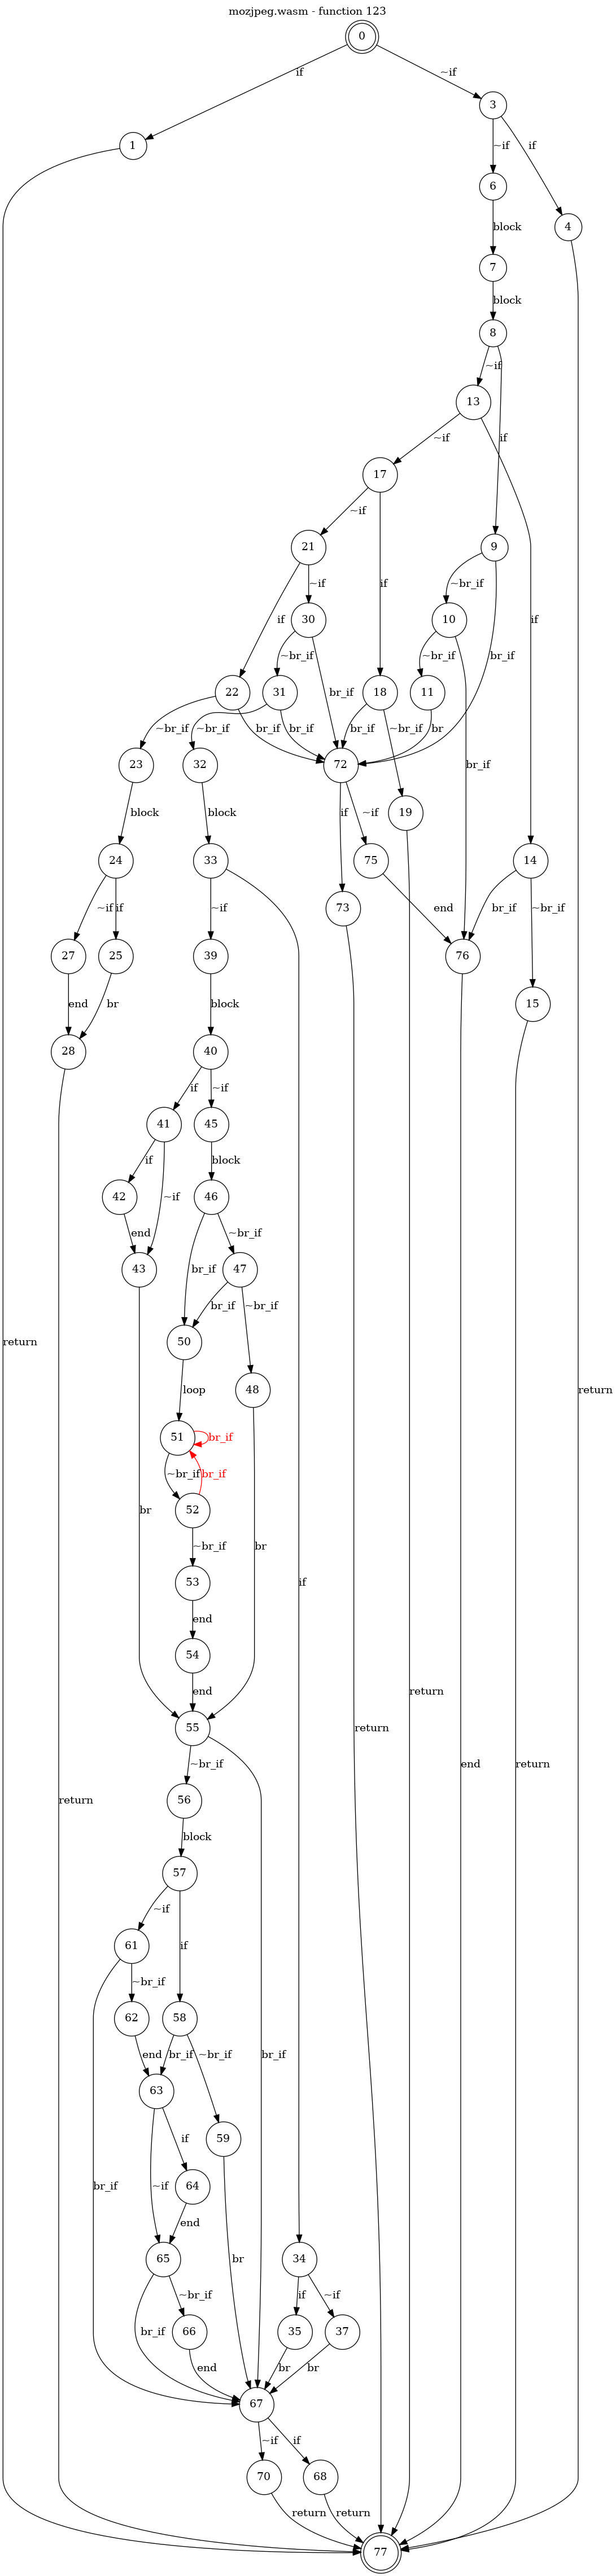 mozjpeg.wasm - function 123
0
if
~if
3
1
~if
if
6
4
block
7
block
8
~if
13
~if
if
17
~if
21
9
if
~if
if
~br_if
if
30
10
~br_if
br_if
~br_if
br_if
22
31
18
11
~br_if
br_if
~br_if
br_if
br_if
~br_if
br
23
32
72
br_if
19
block
block
if
~if
24
33
75
14
~if
if
~if
73
end
br_if
~br_if
27
25
39
76
end
br
block
15
28
40
if
~if
41
45
if
~if
block
42
46
end
~br_if
43
br_if
47
br_if
~br_if
50
return
return
loop
48
51
br_if
~br_if
br_if
52
br
~br_if
br
53
if
end
54
end
return
55
return
~br_if
end
return
return
56
block
57
~if
if
61
~br_if
62
58
end
br_if
~br_if
br_if
63
59
if
br_if
~if
64
end
65
br
34
~br_if
if
~if
66
br_if
35
37
end
br
br
67
~if
if
70
68
return
return
77